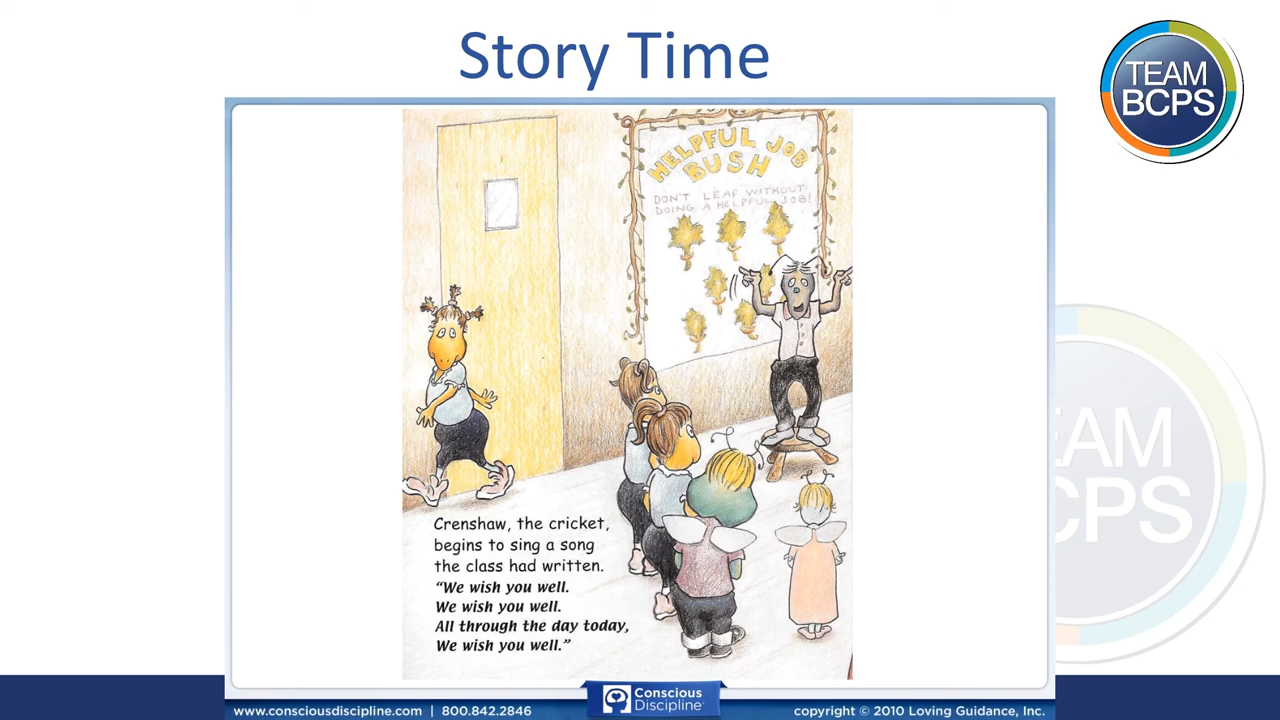 Story Time
TEAM
BCPS
HELPFUL JOB
BUSH
DON'T LEAF WITHOUT
DOING A HELPFUL JOB!
Crenshaw, the cricket,
begins to sing a song
the class had written.
“We wish you well.
We wish you well.
All through the day today,
We wish you well.”
TEAM
BCPS
www.consciousdiscipline.com | 800.842.2846
Conscious
Discipline
copyright © 2010 Loving Guidance, Inc.